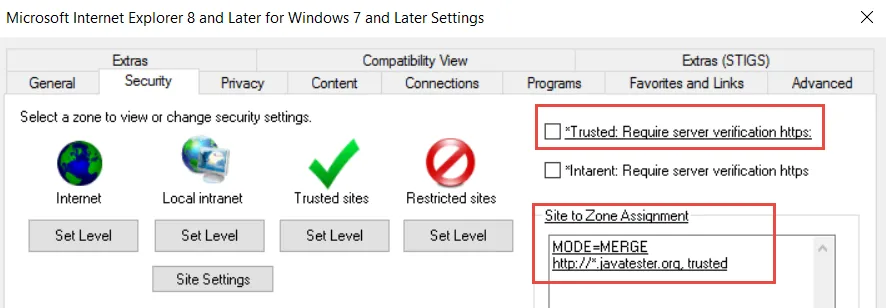 Microsoft Internet Explorer 8 and Later for Windows 7 and Later Settings
Extras Compatibility View Extras (STIGS)
General Security Privacy Content Connections Programs Favorites and Links Advanced
Select a zone to view or change security settings.
*Trusted: Require server verification https:
*Intarent: Require server verification https
Internet Local intranet Trusted sites Restricted sites
Set Level Set Level Set Level Set Level
Site Settings
Site to Zone Assignment
MODE=MERGE
http://*.javatester.org, trusted